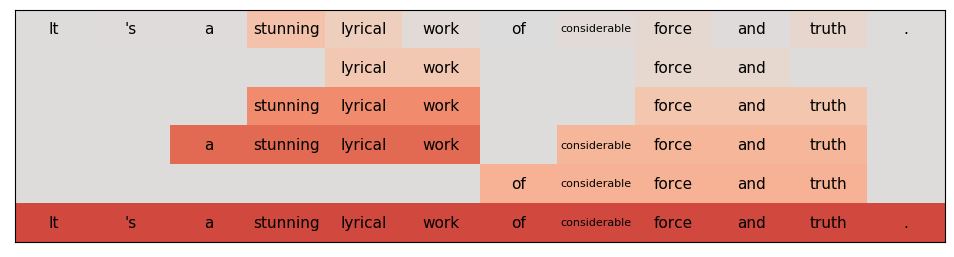 It 's a stunning lyrical work of considerable force and truth .
lyrical work force and
stunning lyrical work force and truth
a stunning lyrical work considerable force and truth
of considerable force and truth
It 's a stunning lyrical work of considerable force and truth .